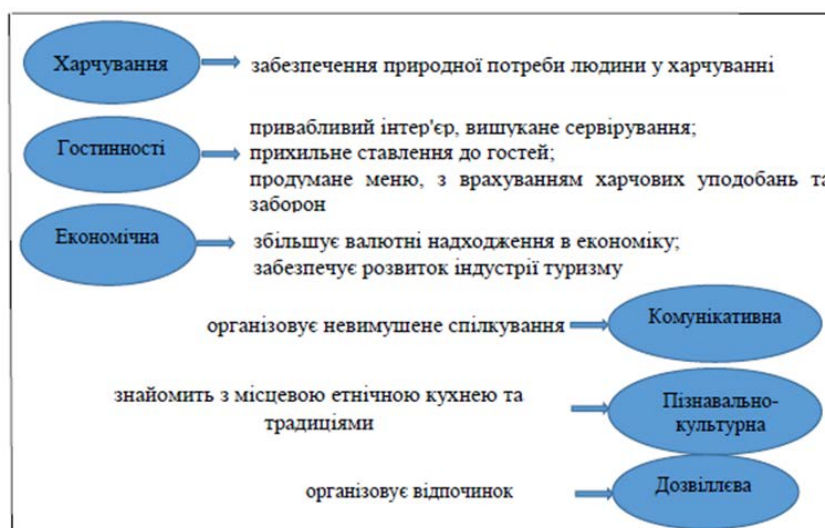 Харчування
забезпечення природної потреби людини у харчуванні
Гостинності
привабливий інтер'єр, вишукане сервірування;
прихильне ставлення до гостей;
продумане меню, з врахуванням харчових уподобань та
заборон
Економічна
збільшує валютні надходження в економіку;
забезпечує розвиток індустрії туризму
організовує невимушене спілкування
Комунікативна
знайомить з місцевою етнічною кухнею та
традиціями
Пізнавально-
культурна
організовує відпочинок
Дозвіллєва